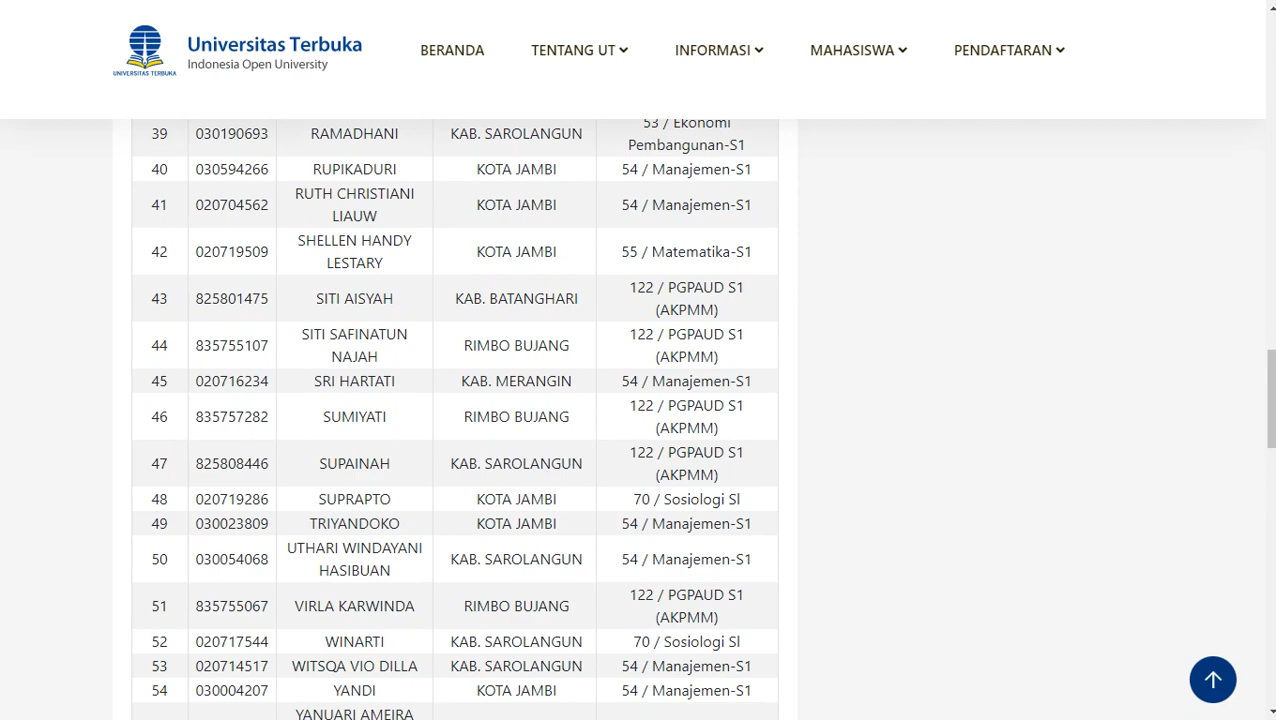 UNIVERSITAS TERBUKA
Universitas Terbuka
Indonesia Open University
BERANDA TENTANG UT INFORMASI MAHASISWA PENDAFTARAN
39 030190693 RAMADHANI KAB. SAROLANGUN 53 / Ekonomi
Pembangunan-S1
40 030594266 RUPIKADURI KOTA JAMBI 54 / Manajemen-S1
41 020704562 RUTH CHRISTIANI
LIAUW KOTA JAMBI 54 / Manajemen-S1
42 020719509 SHELLEN HANDY
LESTARY KOTA JAMBI 55 / Matematika-S1
43 825801475 SITI AISYAH KAB. BATANGHARI 122 / PGPAUD S1
(AKPMM)
44 835755107 SITI SAFINATUN
NAJAH RIMBO BUJANG 122 / PGPAUD S1
(AKPMM)
45 020716234 SRI HARTATI KAB. MERANGIN 54 / Manajemen-S1
46 835757282 SUMIYATI RIMBO BUJANG 122 / PGPAUD S1
(AKPMM)
47 825808446 SUPAINAH KAB. SAROLANGUN 122 / PGPAUD S1
(AKPMM)
48 020719286 SUPRAPTO KOTA JAMBI 70 / Sosiologi Sl
49 030023809 TRIYANDOKO KOTA JAMBI 54 / Manajemen-S1
50 030054068 UTHARI WINDAYANI
HASIBUAN KAB. SAROLANGUN 54 / Manajemen-S1
51 835755067 VIRLA KARWINDA RIMBO BUJANG 122 / PGPAUD S1
(AKPMM)
52 020717544 WINARTI KAB. SAROLANGUN 70 / Sosiologi Sl
53 020714517 WITSQA VIO DILLA KAB. SAROLANGUN 54 / Manajemen-S1
54 030004207 YANDI KOTA JAMBI 54 / Manajemen-S1
YANUARI AMEIRA